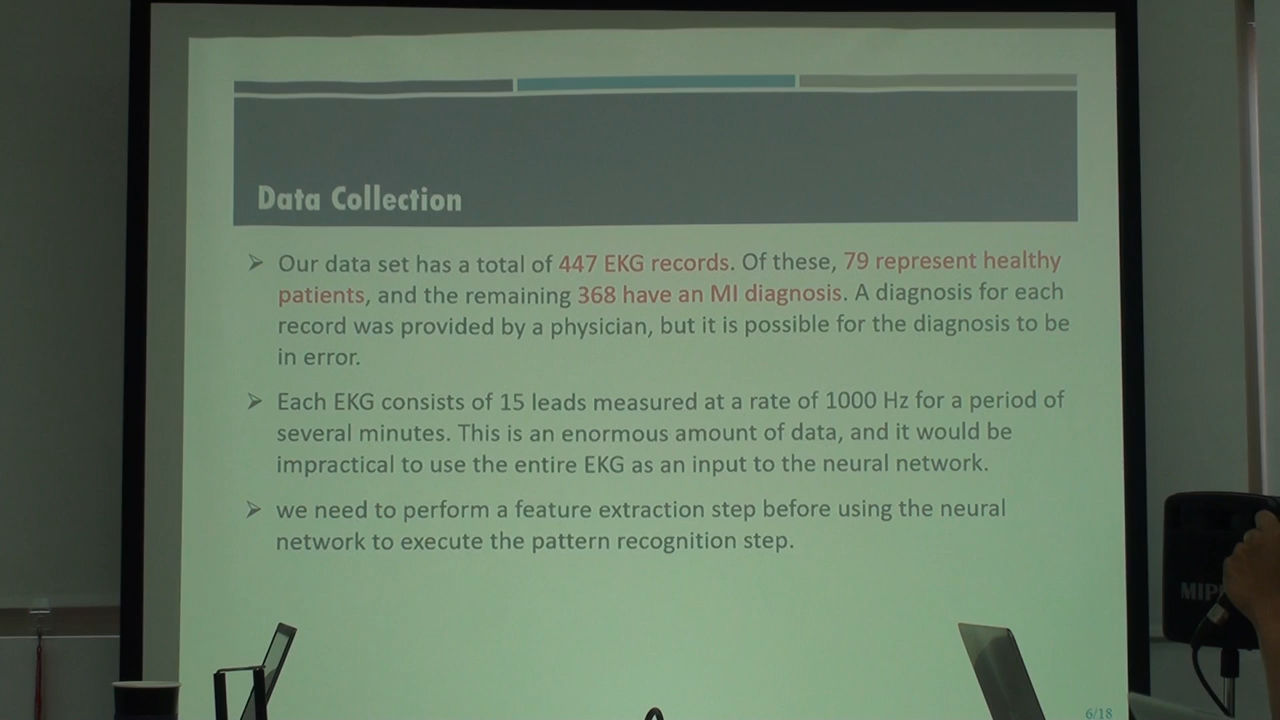 Data Collection
Our data set has a total of 447 EKG records. Of these, 79 represent healthy
patients, and the remaining 368 have an MI diagnosis. A diagnosis for each
record was provided by a physician, but it is possible for the diagnosis to be
in error.
Each EKG consists of 15 leads measured at a rate of 1000 Hz for a period of
several minutes. This is an enormous amount of data, and it would be
impractical to use the entire EKG as an input to the neural network.
we need to perform a feature extraction step before using the neural
network to execute the pattern recognition step.
6/18